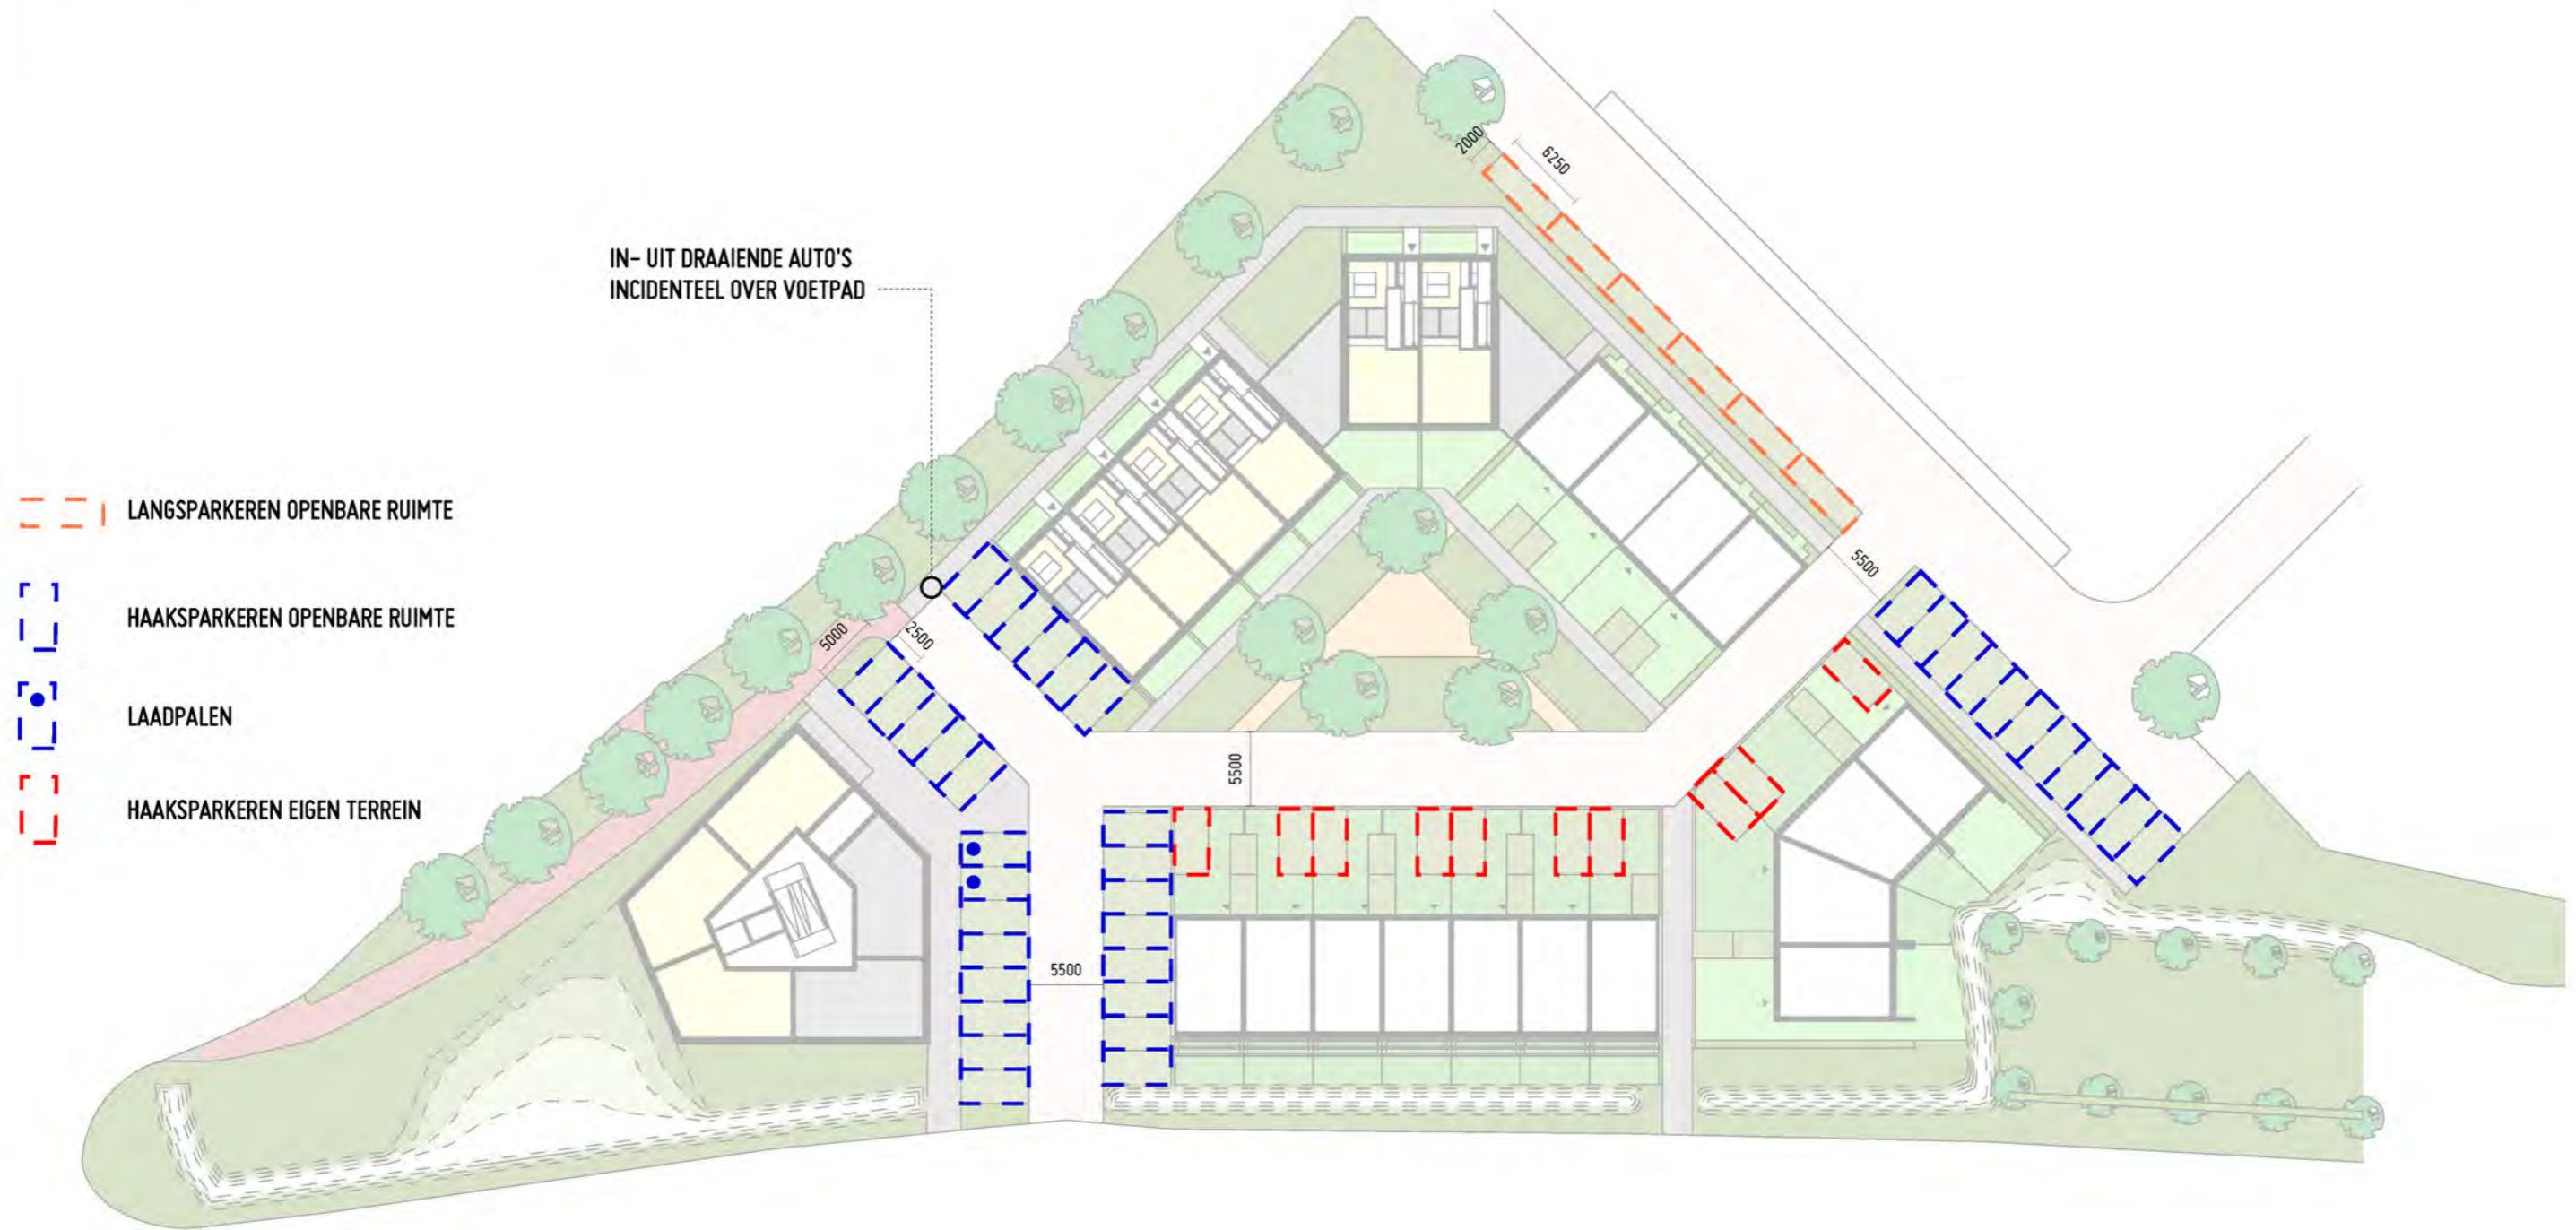 2000
6250
IN- UIT DRAAIENDE AUTO'S
INCIDENTEEL OVER VOETPAD
LANGSPARKEREN OPENBARE RUIMTE
5500
HAAKSPARKEREN OPENBARE RUIMTE
5000
2500
LAADPALEN
5500
HAAKSPARKEREN EIGEN TERREIN
5500